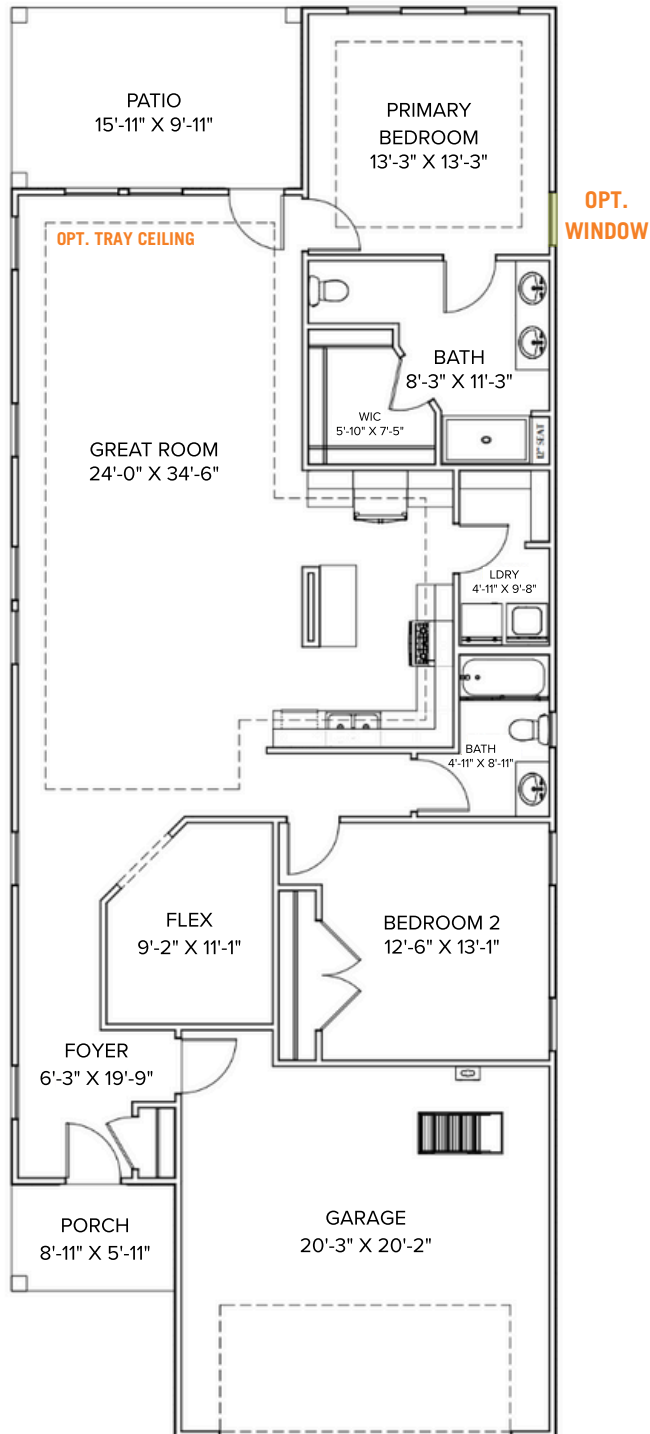 PATIO
15'-11" X 9'-11"
PRIMARY
BEDROOM
13'-3" X 13'-3"
OPT.
WINDOW
OPT. TRAY CEILING
BATH
8'-3" X 11'-3"
WIC
5'-10" X 7'-5"
12" SEAT
GREAT ROOM
24'-0" X 34'-6"
LDRY
4'-11" X 9'-8"
BATH
4'-11" X 8'-11"
FLEX
9'-2" X 11'-1"
BEDROOM 2
12'-6" X 13'-1"
FOYER
6'-3" X 19'-9"
PORCH
8'-11" X 5'-11"
GARAGE
20'-3" X 20'-2"